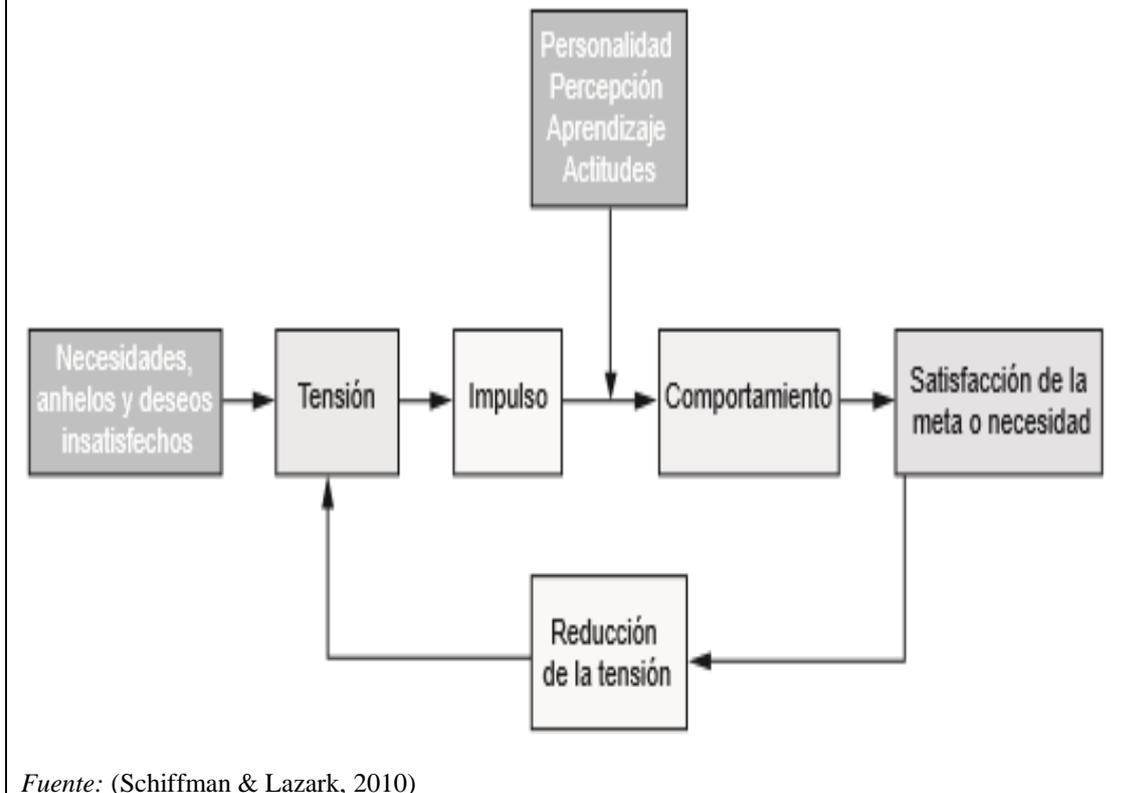 Personalidad
Percepción
Aprendizaje
Actitudes
Necesidades,
anhelos y deseos
insatisfechos
Tensión
Impulso
Comportamiento
Satisfacción de la
meta o necesidad
Reducción
de la tensión
Fuente: (Schiffman & Lazark, 2010)